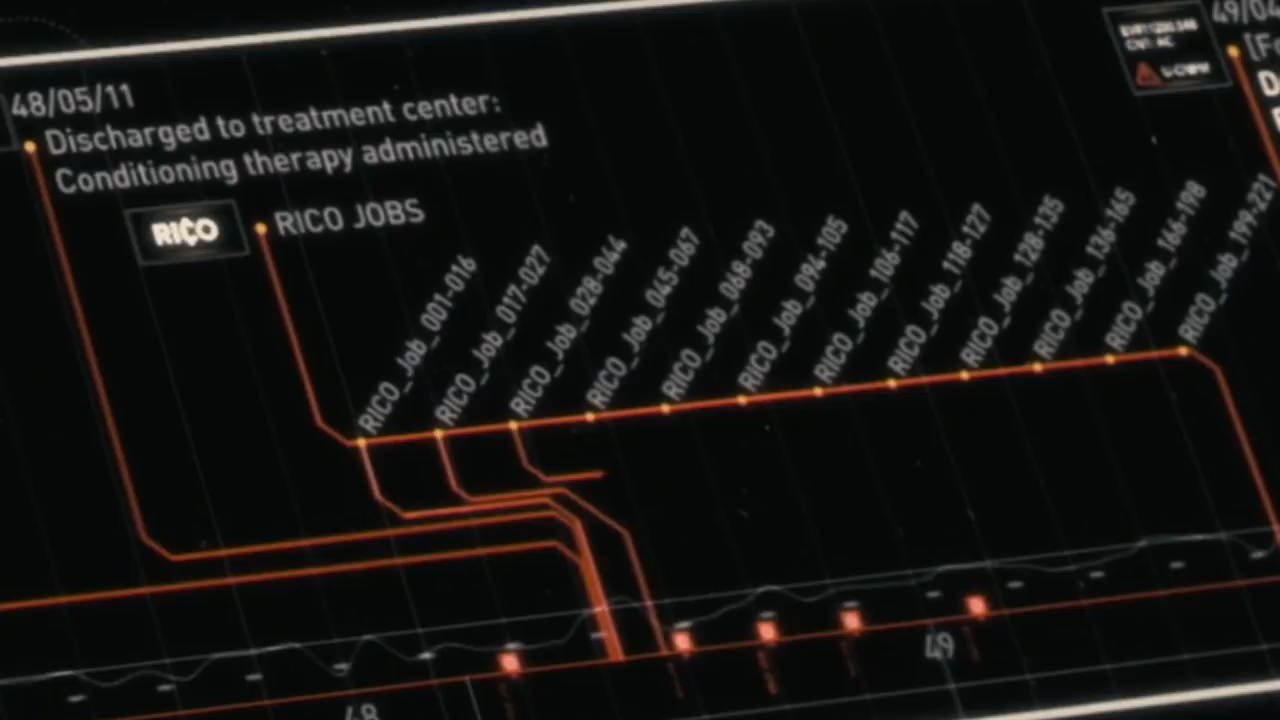 48/05/11
Discharged to treatment center:
Conditioning therapy administered
RICO
RICO JOBS
RICO_Job_001-016
RICO_Job_017-027
RICO_Job_028-044
RICO_Job_045-067
RICO_Job_068-093
RICO_Job_094-105
RICO_Job_106-117
RICO_Job_118-127
RICO_Job_128-135
RICO_Job_136-165
RICO_Job_166-198
RICO_Job_199-221
49/04
48
49